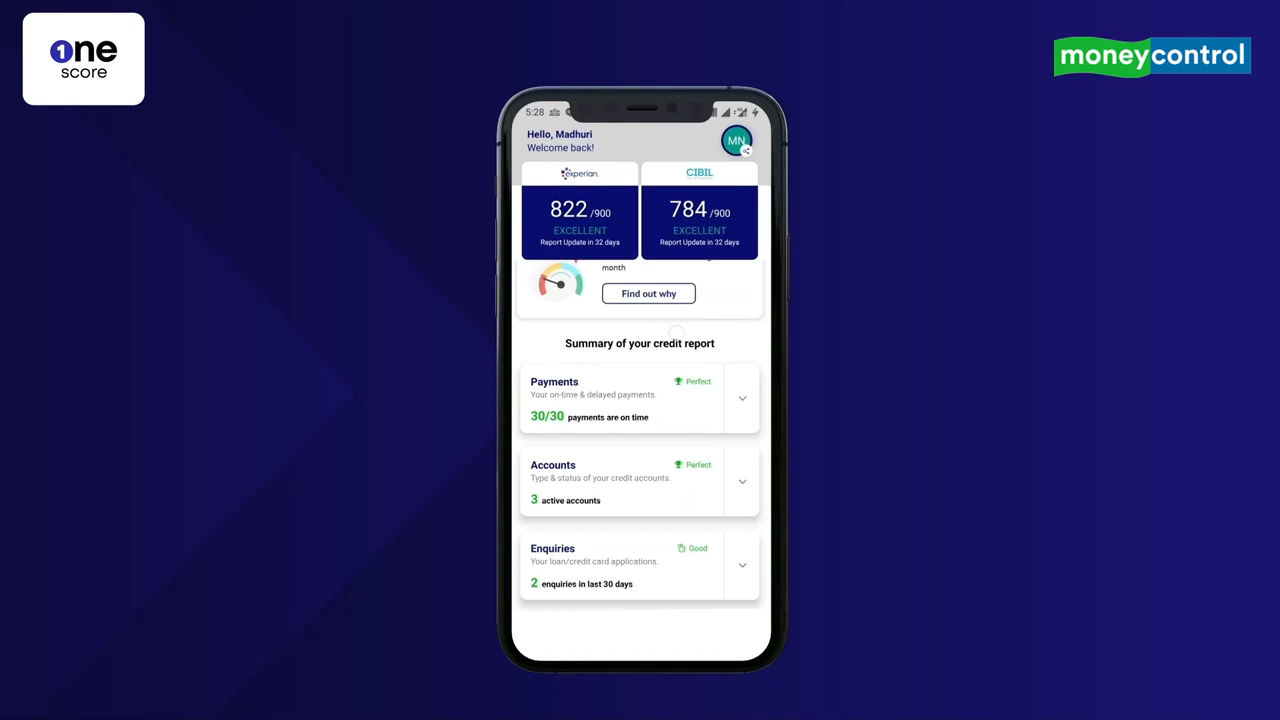 1ne
score
moneycontrol
5:28
Hello, Madhuri
Welcome back!
MN
experian.
CIBIL
822 /900
784 /900
EXCELLENT
EXCELLENT
Report Update in 32 days
Report Update in 32 days
month
Find out why
Summary of your credit report
Payments
Perfect
Your on-time & delayed payments.
30/30 payments are on time
Accounts
Perfect
Type & status of your credit accounts.
3 active accounts
Enquiries
Good
Your loan/credit card applications.
2 enquiries in last 30 days